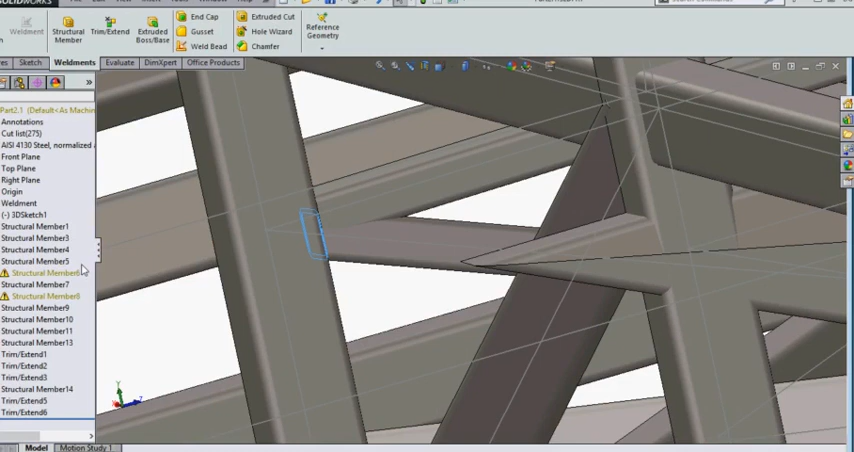 SOLIDWORKS
Weldment
Structural
Member
Trim/Extend
Extruded
Boss/Base
End Cap
Gusset
Weld Bead
Extruded Cut
Hole Wizard
Chamfer
Reference
Geometry
Sketch
Weldments
Evaluate
DimXpert
Office Products
Part2.1 (Default<As Machin
Annotations
Cut list(275)
AISI 4130 Steel, normalized a
Front Plane
Top Plane
Right Plane
Origin
Weldment
(-) 3DSketch1
Structural Member1
Structural Member3
Structural Member4
Structural Member5
Structural Member6
Structural Member7
Structural Member8
Structural Member9
Structural Member10
Structural Member11
Structural Member13
Trim/Extend1
Trim/Extend2
Trim/Extend3
Structural Member14
Trim/Extend5
Trim/Extend6
Y
Z
Model
Motion Study 1